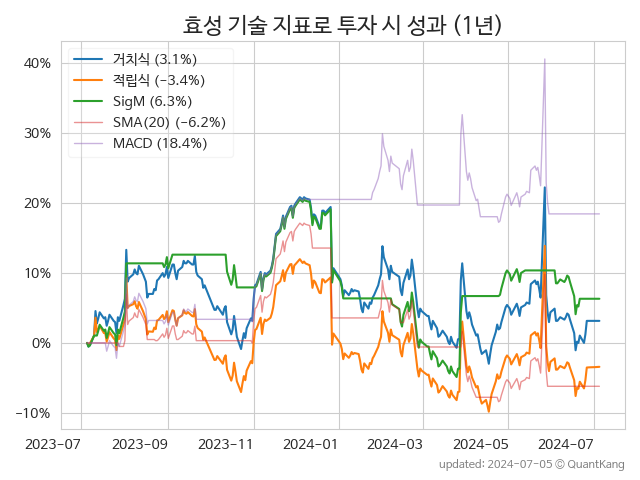 효성 기술 지표로 투자 시 성과 (1년)
거치식 (3.1%)
적립식 (−3.4%)
SigM (6.3%)
SMA(20) (−6.2%)
MACD (18.4%)
40%
30%
20%
10%
0%
−10%
2023-07 2023-09 2023-11 2024-01 2024-03 2024-05 2024-07
updated: 2024-07-05 ⓒ QuantKang